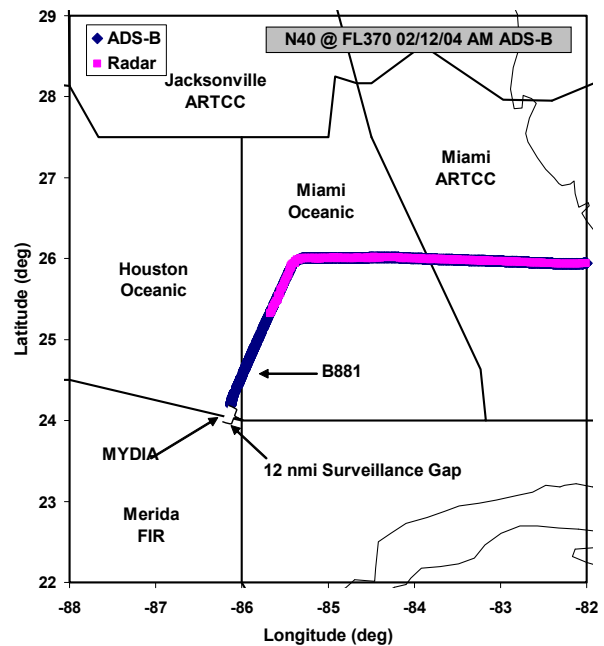 N40 @ FL370 02/12/04 AM ADS-B
ADS-B
Radar
Jacksonville
ARTCC
Miami
ARTCC
Miami
Oceanic
Houston
Oceanic
B881
MYDIA
12 nmi Surveillance Gap
Merida
FIR
Latitude (deg)
29
28
27
26
25
24
23
22
-88
-87
-86
-85
-84
-83
-82
Longitude (deg)